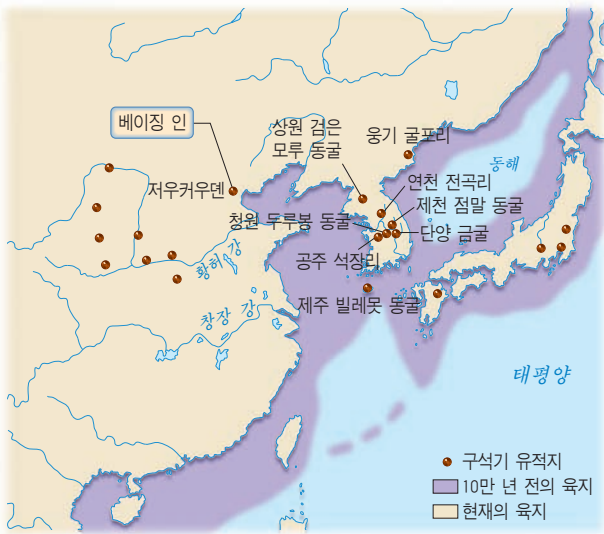 베이징 인
상원 검은
모루 동굴
웅기 굴포리
동해
저우커우뎬
연천 전곡리
제천 점말 동굴
청원 두루봉 동굴
단양 금굴
공주 석장리
황허 강
제주 빌레못 동굴
창장 강
태평양
구석기 유적지
10만 년 전의 육지
현재의 육지